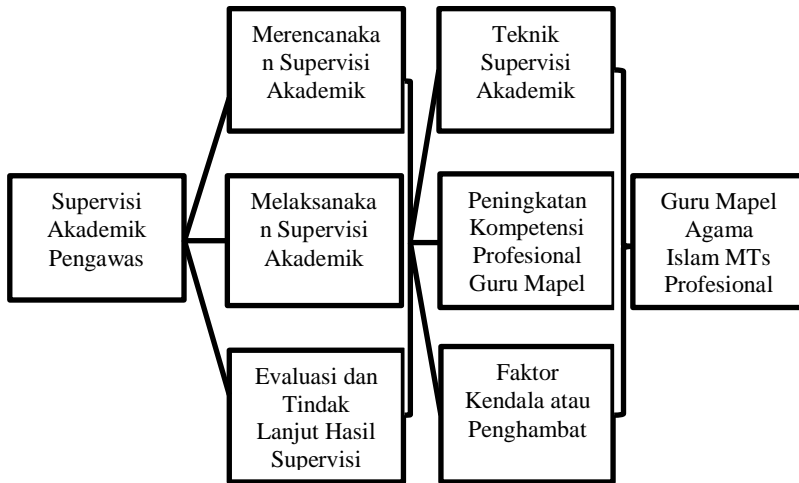 Merencanaka
n Supervisi
Akademik
Teknik
Supervisi
Akademik
Supervisi
Akademik
Pengawas
Melaksanaka
n Supervisi
Akademik
Peningkatan
Kompetensi
Profesional
Guru Mapel
Guru Mapel
Agama
Islam MTs
Profesional
Evaluasi dan
Tindak
Lanjut Hasil
Supervisi
Faktor
Kendala atau
Penghambat